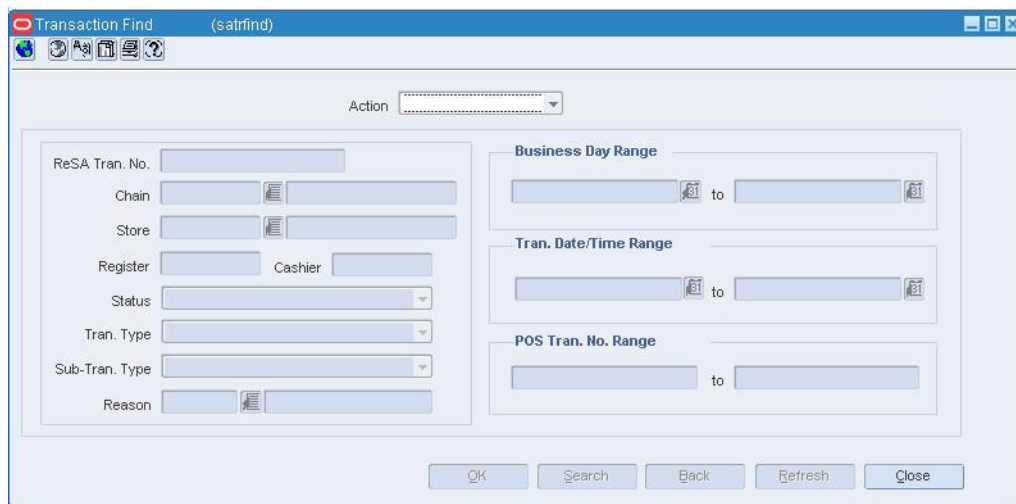 Transaction Find (satrfind)
Action
ReSA Tran. No.
Chain
Store
Register Cashier
Status
Tran. Type
Sub-Tran. Type
Reason
Business Day Range
to
Tran. Date/Time Range
to
POS Tran. No. Range
to
OK Search Back Refresh Close